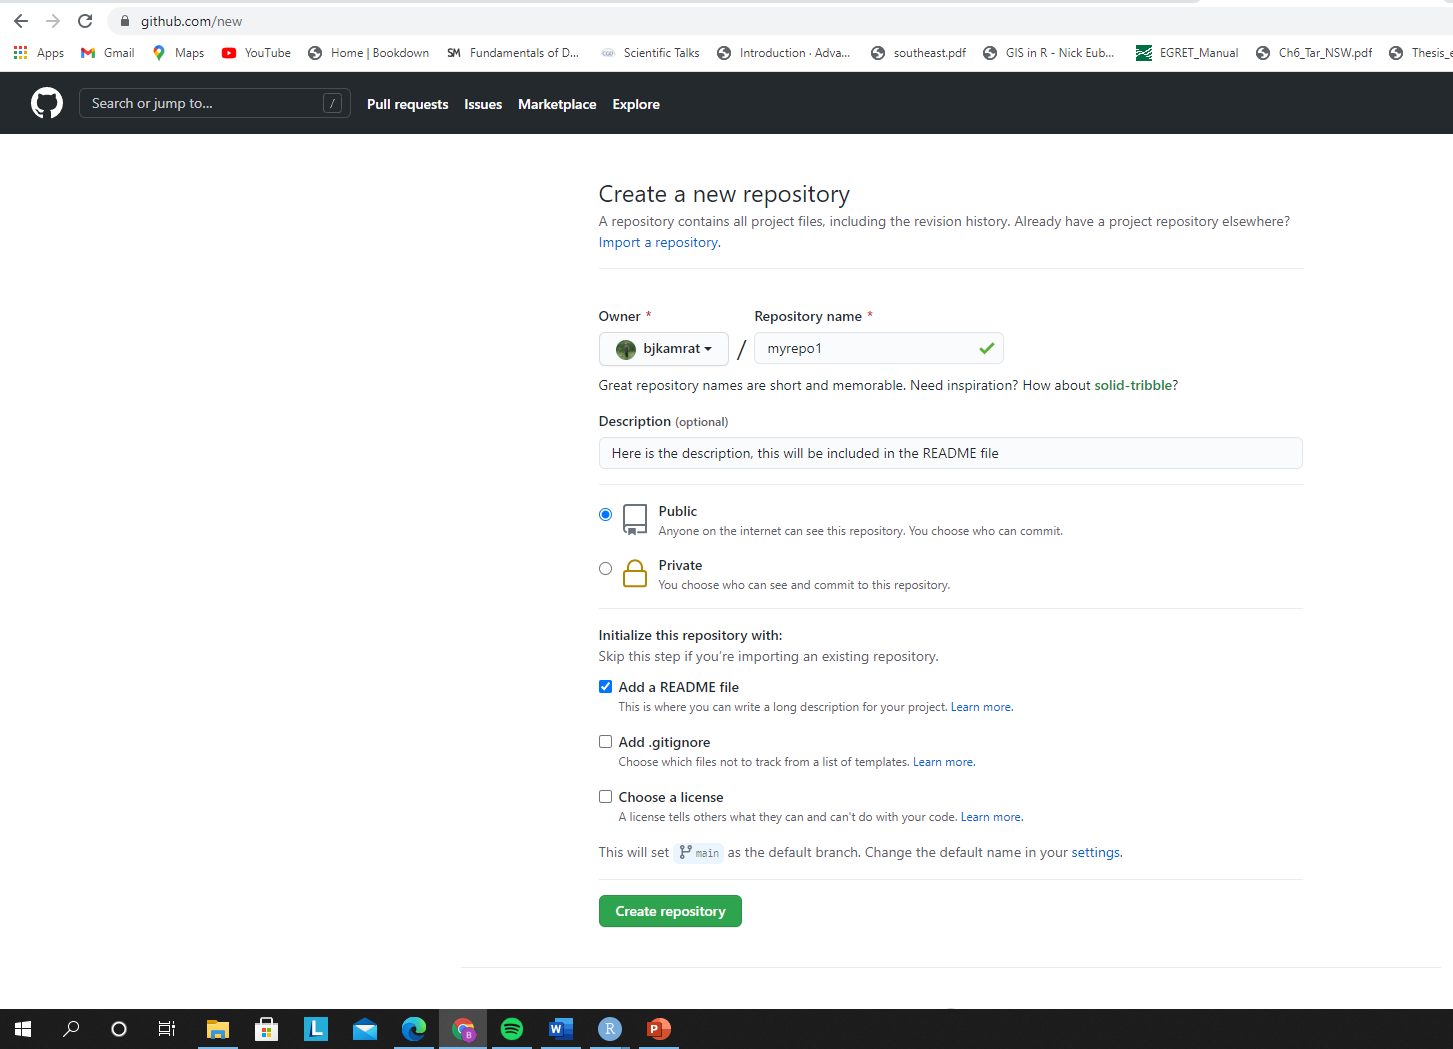 github.com/new
Apps Gmail Maps YouTube Home | Bookdown SM Fundamentals of D... Scientific Talks Introduction · Adva... southeast.pdf GIS in R - Nick Eub... EGRET_Manual Ch6_Tar_NSW.pdf Thesis_e
Search or jump to... / Pull requests Issues Marketplace Explore
Create a new repository
A repository contains all project files, including the revision history. Already have a project repository elsewhere?
Import a repository.
Owner * Repository name *
bjkamrat / myrepo1
Great repository names are short and memorable. Need inspiration? How about solid-tribble?
Description (optional)
Here is the description, this will be included in the README file
Public
Anyone on the internet can see this repository. You choose who can commit.
Private
You choose who can see and commit to this repository.
Initialize this repository with:
Skip this step if you're importing an existing repository.
Add a README file
This is where you can write a long description for your project. Learn more.
Add .gitignore
Choose which files not to track from a list of templates. Learn more.
Choose a license
A license tells others what they can and can't do with your code. Learn more.
This will set main as the default branch. Change the default name in your settings.
Create repository
L B W R P